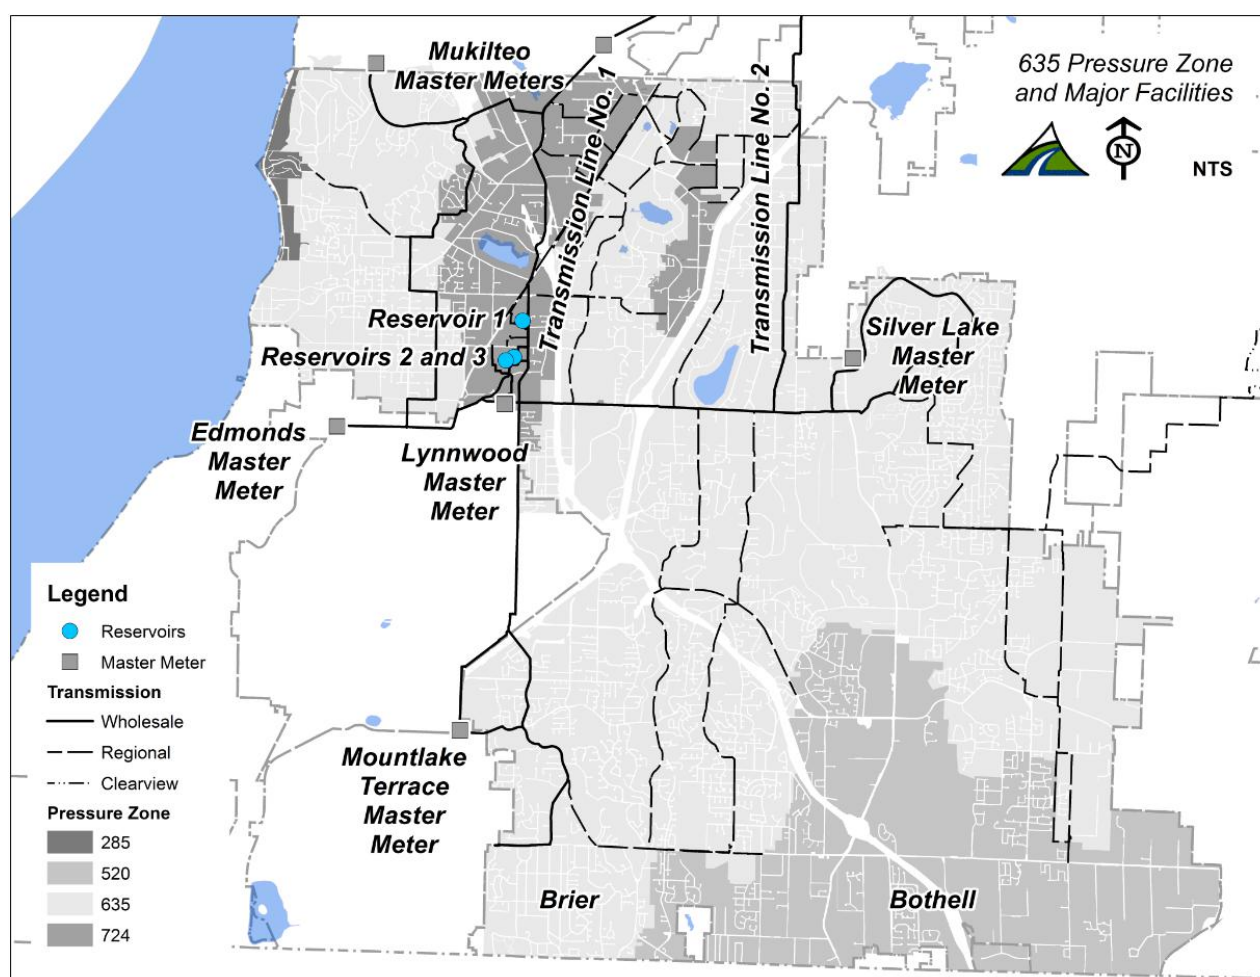 Mukilteo
Master Meters
635 Pressure Zone
and Major Facilities
N
NTS
Transmission Line No. 1
Transmission Line No. 2
Reservoir 1
Reservoirs 2 and 3
Silver Lake
Master
Meter
Edmonds
Master
Meter
Lynnwood
Master
Meter
Legend
Reservoirs
Master Meter
Transmission
Wholesale
Regional
Clearview
Pressure Zone
285
520
635
724
Mountlake
Terrace
Master
Meter
Brier
Bothell